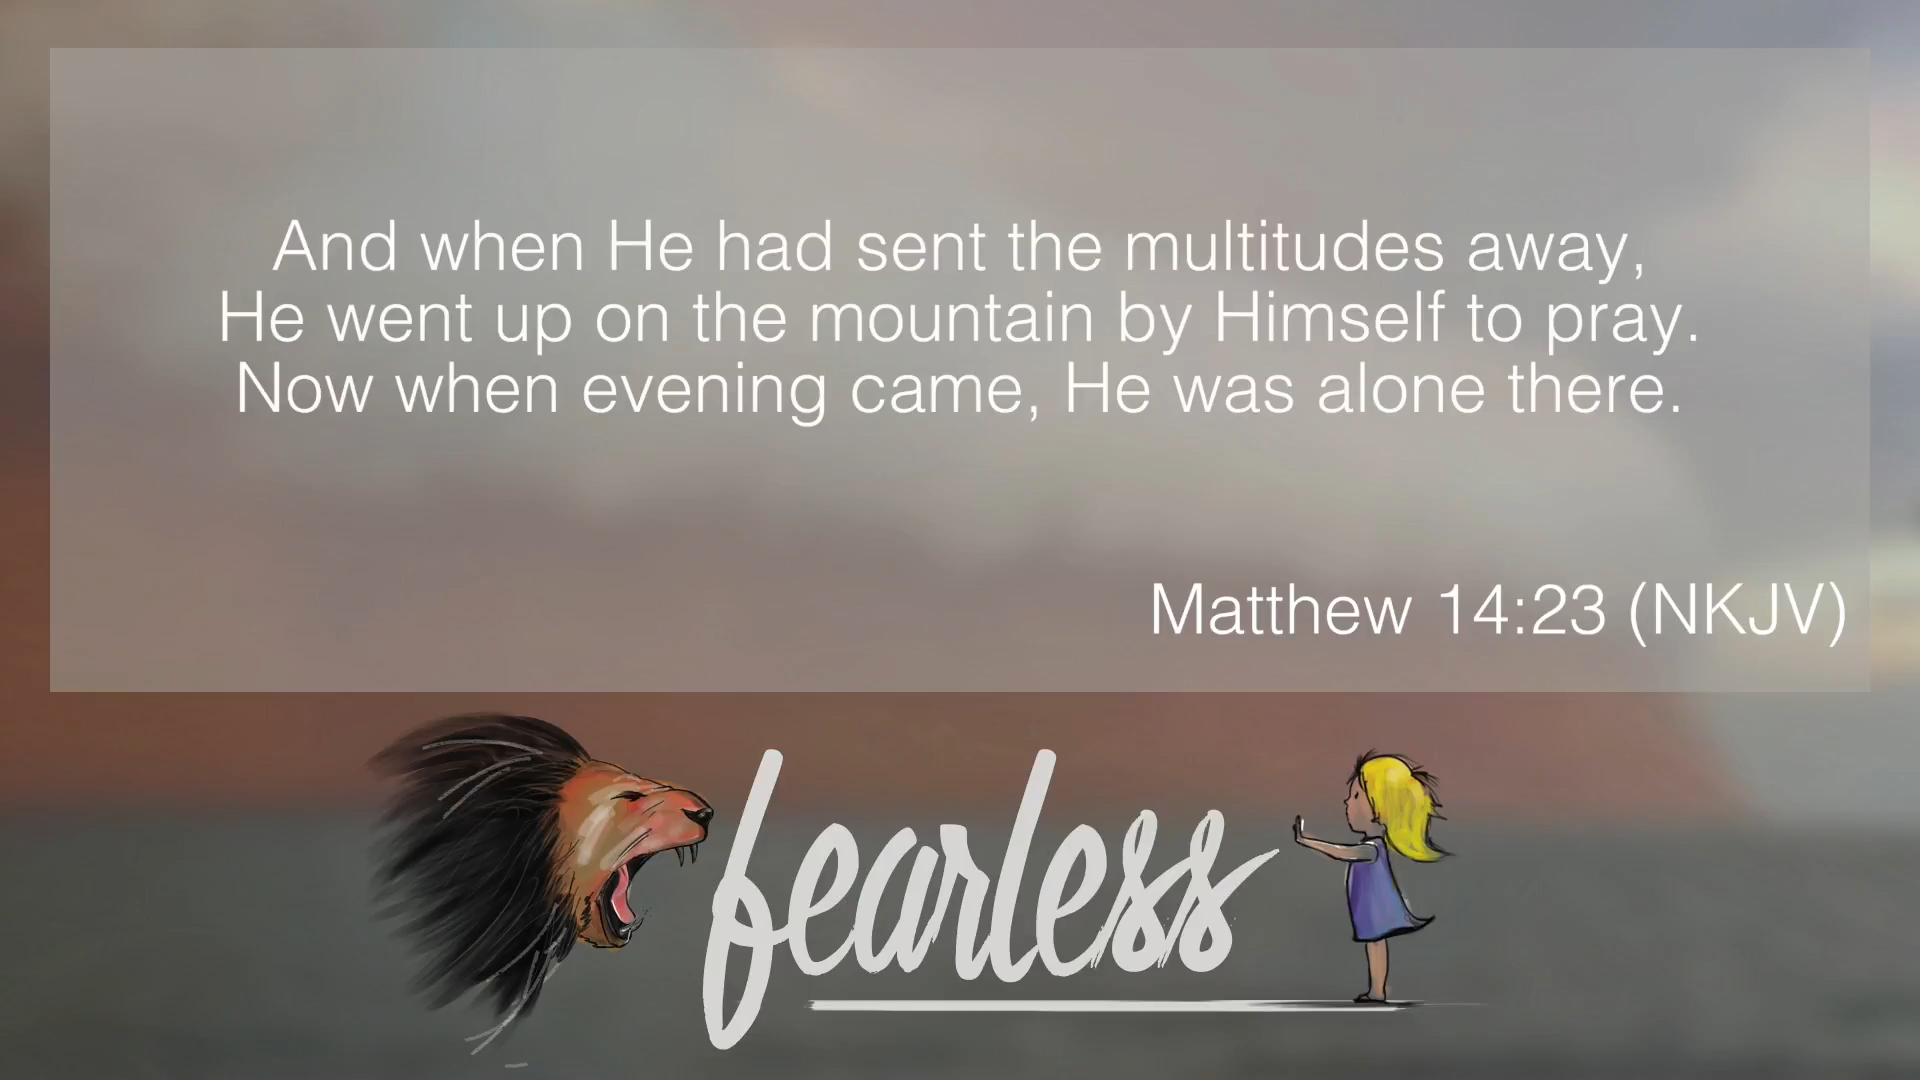 And when He had sent the multitudes away,
He went up on the mountain by Himself to pray.
Now when evening came, He was alone there.
Matthew 14:23 (NKJV)
fearless